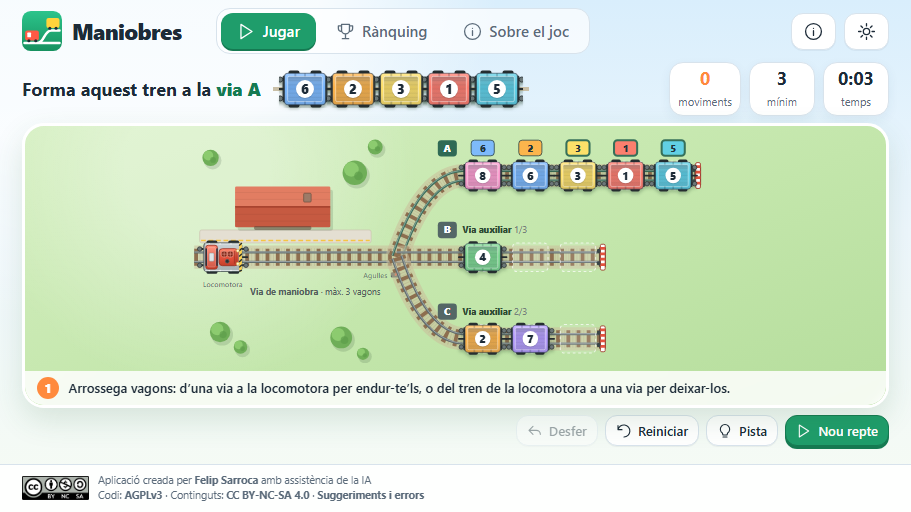 Maniobres
Jugar
Rànquing
Sobre el joc
Forma aquest tren a la via A
6 2 3 1 5
0 moviments
3 mínim
0:03 temps
A 6 2 3 1 5
8 6 3 1 5
B Via auxiliar 1/3
4
Locomotora
Agulles
Via de maniobra · màx. 3 vagons
C Via auxiliar 2/3
2 7
1 Arrossega vagons: d’una via a la locomotora per endur-te’ls, o del tren de la locomotora a una via per deixar-los.
Desfer
Reiniciar
Pista
Nou repte
CC BY NC SA
Aplicació creada per Felip Sarroca amb assistència de la IA
Codi: AGPLv3 · Continguts: CC BY-NC-SA 4.0 · Suggeriments i errors